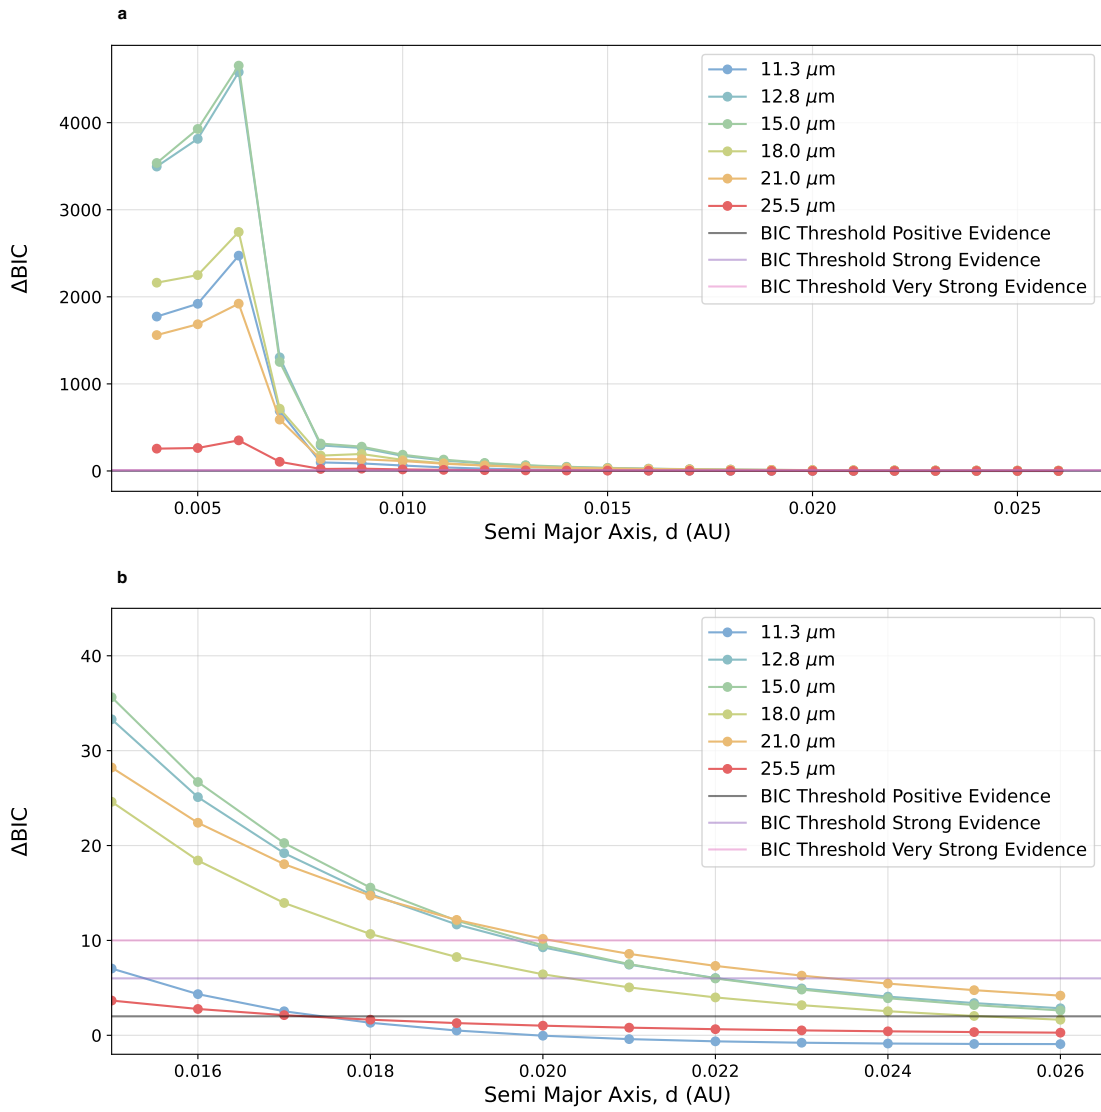 a
ΔBIC
4000
3000
2000
1000
0
0.005 0.010 0.015 0.020 0.025
Semi Major Axis, d (AU)
11.3 μm
12.8 μm
15.0 μm
18.0 μm
21.0 μm
25.5 μm
BIC Threshold Positive Evidence
BIC Threshold Strong Evidence
BIC Threshold Very Strong Evidence
b
ΔBIC
40
30
20
10
0
0.016 0.018 0.020 0.022 0.024 0.026
Semi Major Axis, d (AU)
11.3 μm
12.8 μm
15.0 μm
18.0 μm
21.0 μm
25.5 μm
BIC Threshold Positive Evidence
BIC Threshold Strong Evidence
BIC Threshold Very Strong Evidence